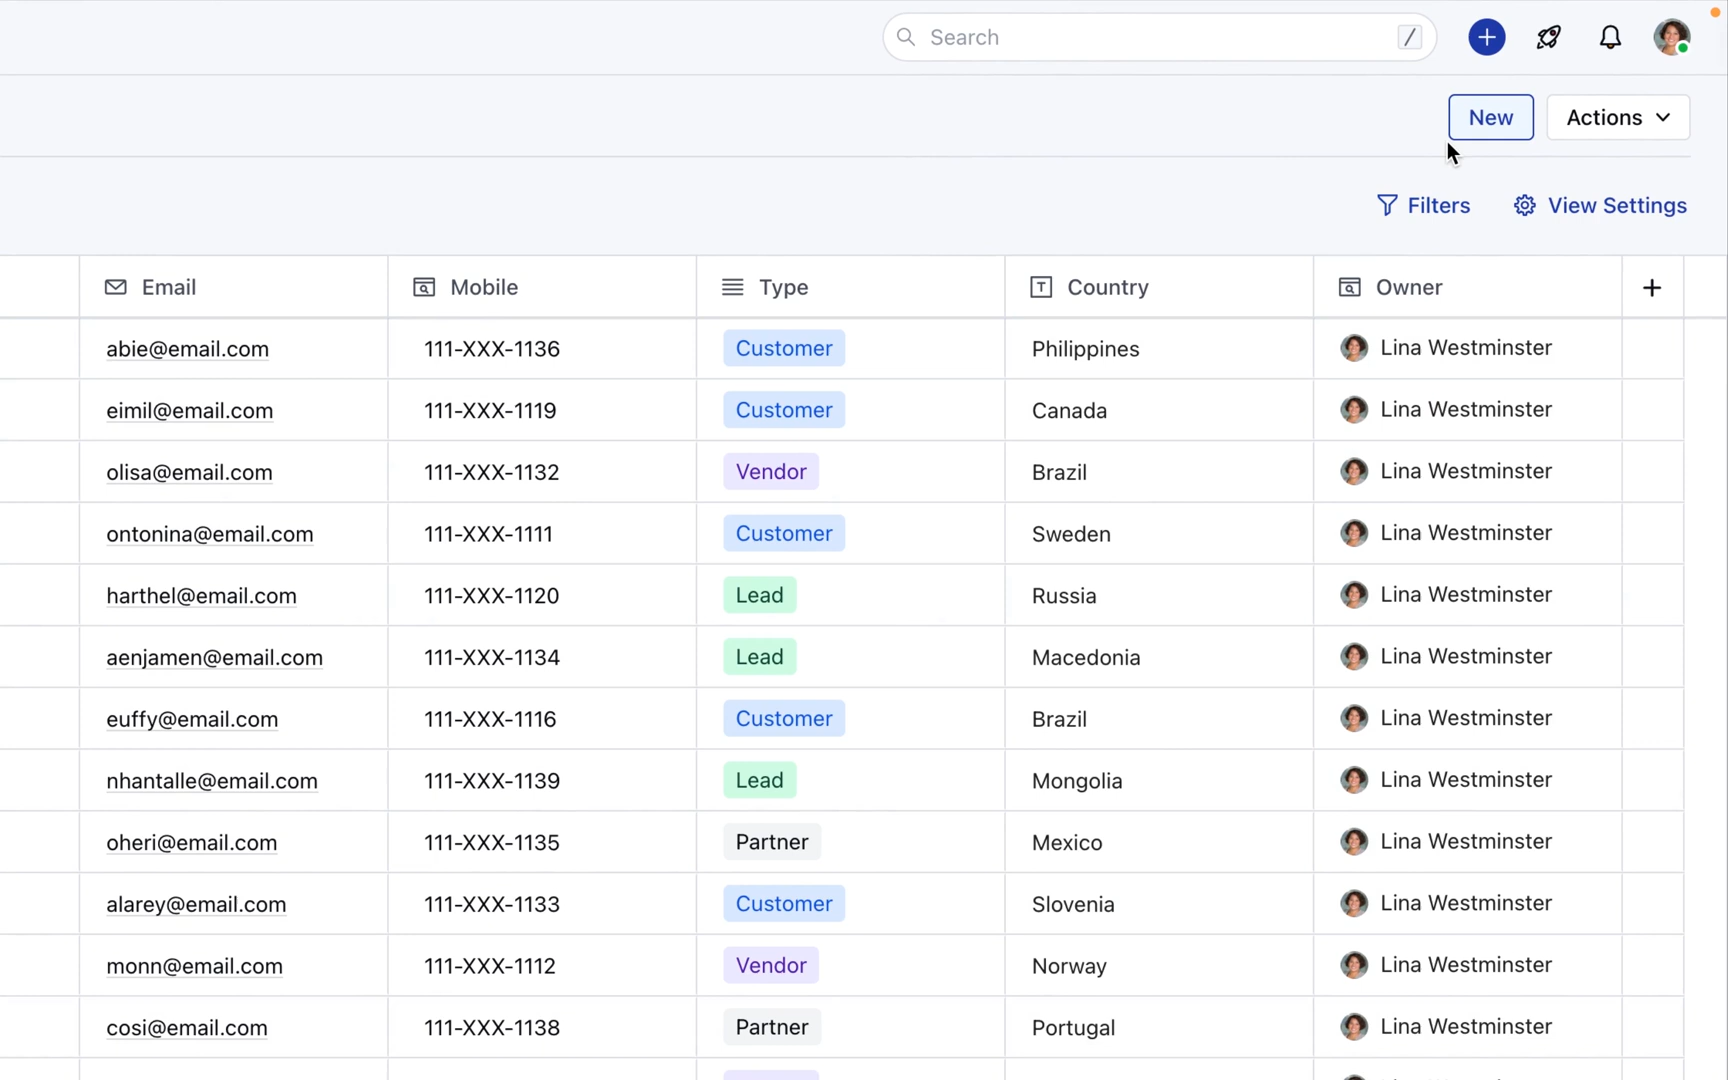 Search /
New Actions
Filters View Settings
Email Mobile Type Country Owner +
abie@email.com 111-XXX-1136 Customer Philippines Lina Westminster
eimil@email.com 111-XXX-1119 Customer Canada Lina Westminster
olisa@email.com 111-XXX-1132 Vendor Brazil Lina Westminster
ontonina@email.com 111-XXX-1111 Customer Sweden Lina Westminster
harthel@email.com 111-XXX-1120 Lead Russia Lina Westminster
aenjamen@email.com 111-XXX-1134 Lead Macedonia Lina Westminster
euffy@email.com 111-XXX-1116 Customer Brazil Lina Westminster
nhantalle@email.com 111-XXX-1139 Lead Mongolia Lina Westminster
oheri@email.com 111-XXX-1135 Partner Mexico Lina Westminster
alarey@email.com 111-XXX-1133 Customer Slovenia Lina Westminster
monn@email.com 111-XXX-1112 Vendor Norway Lina Westminster
cosi@email.com 111-XXX-1138 Partner Portugal Lina Westminster